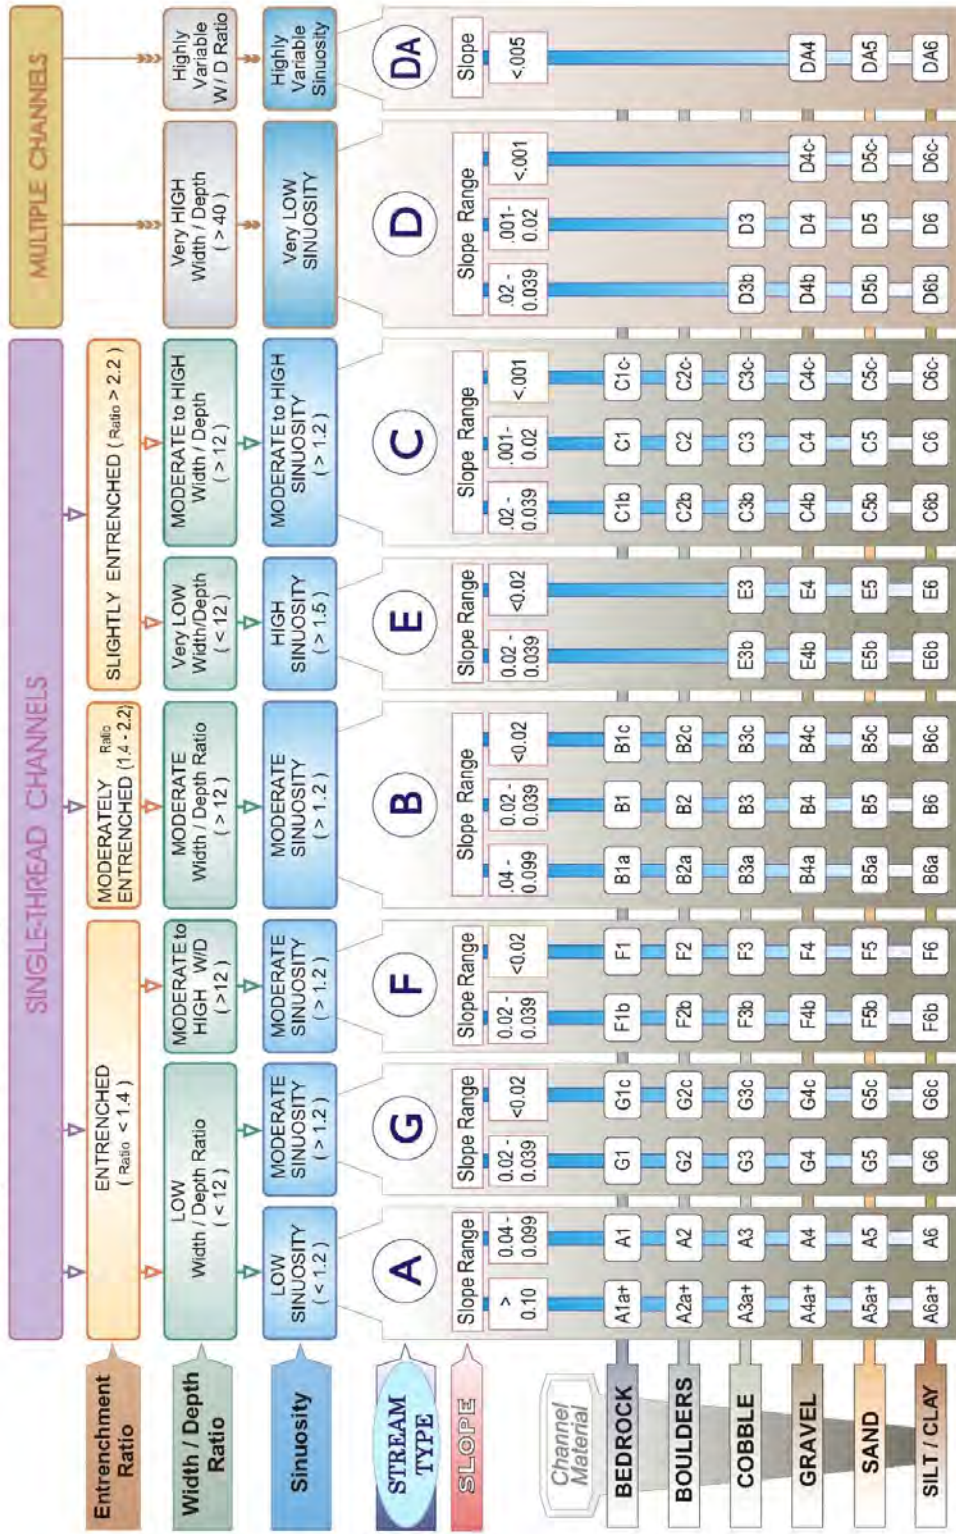 SINGLE-THREAD CHANNELS
MULTIPLE CHANNELS
Entrenchment
Ratio
ENTRENCHED
( Ratio < 1.4 )
MODERATELY Ratio
ENTRENCHED (1.4 - 2.2)
SLIGHTLY ENTRENCHED ( Ratio > 2.2 )
Width / Depth
Ratio
LOW
Width / Depth Ratio
( < 12 )
MODERATE to
HIGH W/D
( >12 )
MODERATE
Width / Depth Ratio
( > 12 )
Very LOW
Width/Depth
( < 12 )
MODERATE to HIGH
Width / Depth
( > 12 )
Very HIGH
Width / Depth
( > 40 )
Highly
Variable
W / D Ratio
Sinuosity
LOW
SINUOSITY
( < 1.2 )
MODERATE
SINUOSITY
( > 1.2 )
MODERATE
SINUOSITY
( > 1.2 )
MODERATE
SINUOSITY
( > 1.2 )
HIGH
SINUOSITY
( > 1.5 )
MODERATE to HIGH
SINUOSITY
( > 1.2 )
Very LOW
SINUOSITY
Highly
Variable
Sinuosity
STREAM
TYPE
A G F B E C D DA
SLOPE
Slope Range Slope Range Slope Range Slope Range Slope Range Slope Range Slope Range Slope
>
0.10
0.04 -
0.099
0.02 -
0.039
<0.02
0.02 -
0.039
<0.02
.04 -
0.099
0.02 -
0.039
<0.02
0.02 -
0.039
<0.02
.02 -
0.039
.001-
0.02
<.001
.02 -
0.039
.001-
0.02
<.001
<.005
Channel
Material
BEDROCK A1a+ A1 G1 G1c F1b F1 B1a B1 B1c C1b C1 C1c-
BOULDERS A2a+ A2 G2 G2c F2b F2 B2a B2 B2c C2b C2 C2c-
COBBLE A3a+ A3 G3 G3c F3b F3 B3a B3 B3c E3b E3 C3b C3 C3c- D3b D3
GRAVEL A4a+ A4 G4 G4c F4b F4 B4a B4 B4c E4b E4 C4b C4 C4c- D4b D4 D4c- DA4
SAND A5a+ A5 G5 G5c F5b F5 B5a B5 B5c E5b E5 C5b C5 C5c- D5b D5 D5c- DA5
SILT / CLAY A6a+ A6 G6 G6c F6b F6 B6a B6 B6c E6b E6 C6b C6 C6c- D6b D6 D6c- DA6